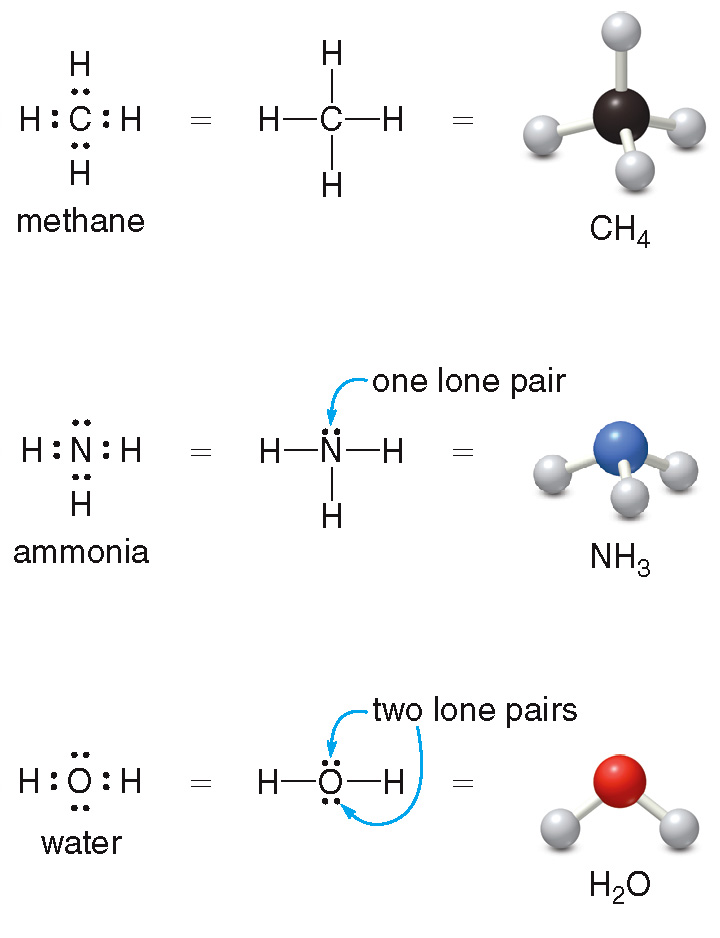 H
H : C : H = H—C—H =
H
H
H
methane
CH₄
one lone pair
H : N : H = H—N—H =
H
H
ammonia
NH₃
two lone pairs
H : O : H = H—O—H =
water
H₂O